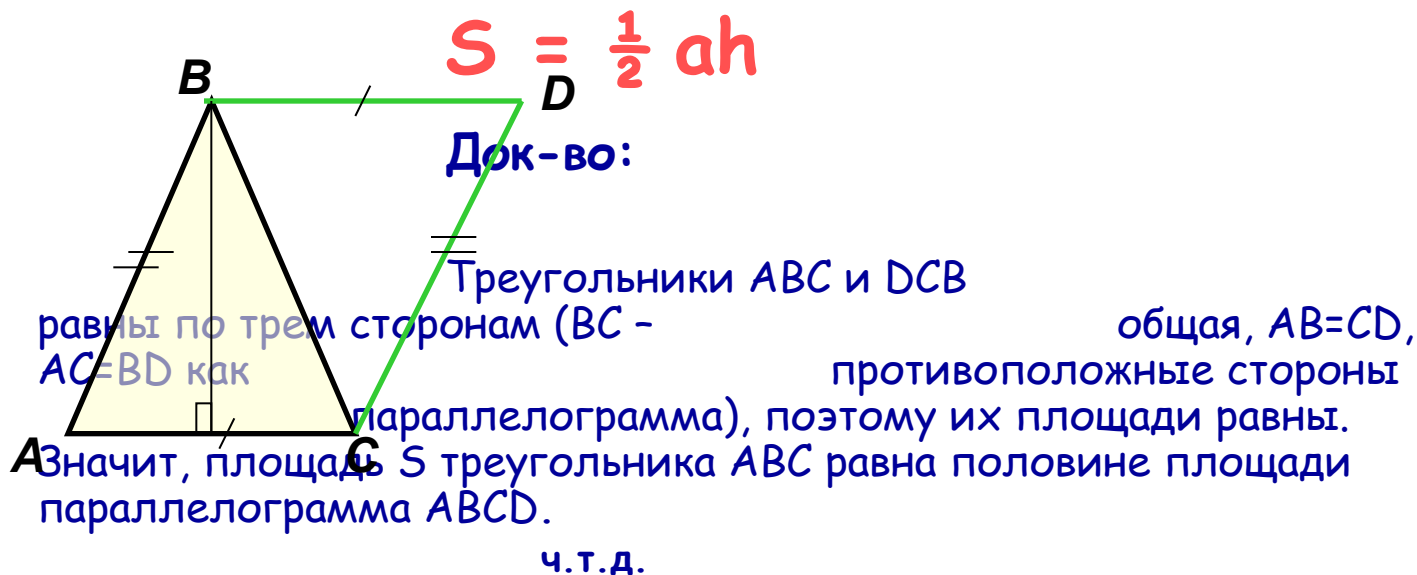 S = ½ ah
B
D
Док-во:
Треугольники ABC и DCB
равны по трем сторонам (BC – общая, AB=CD,
AC=BD как противоположные стороны
параллелограмма), поэтому их площади равны.
A
C
Значит, площадь S треугольника ABC равна половине площади
параллелограмма ABCD.
ч.т.д.